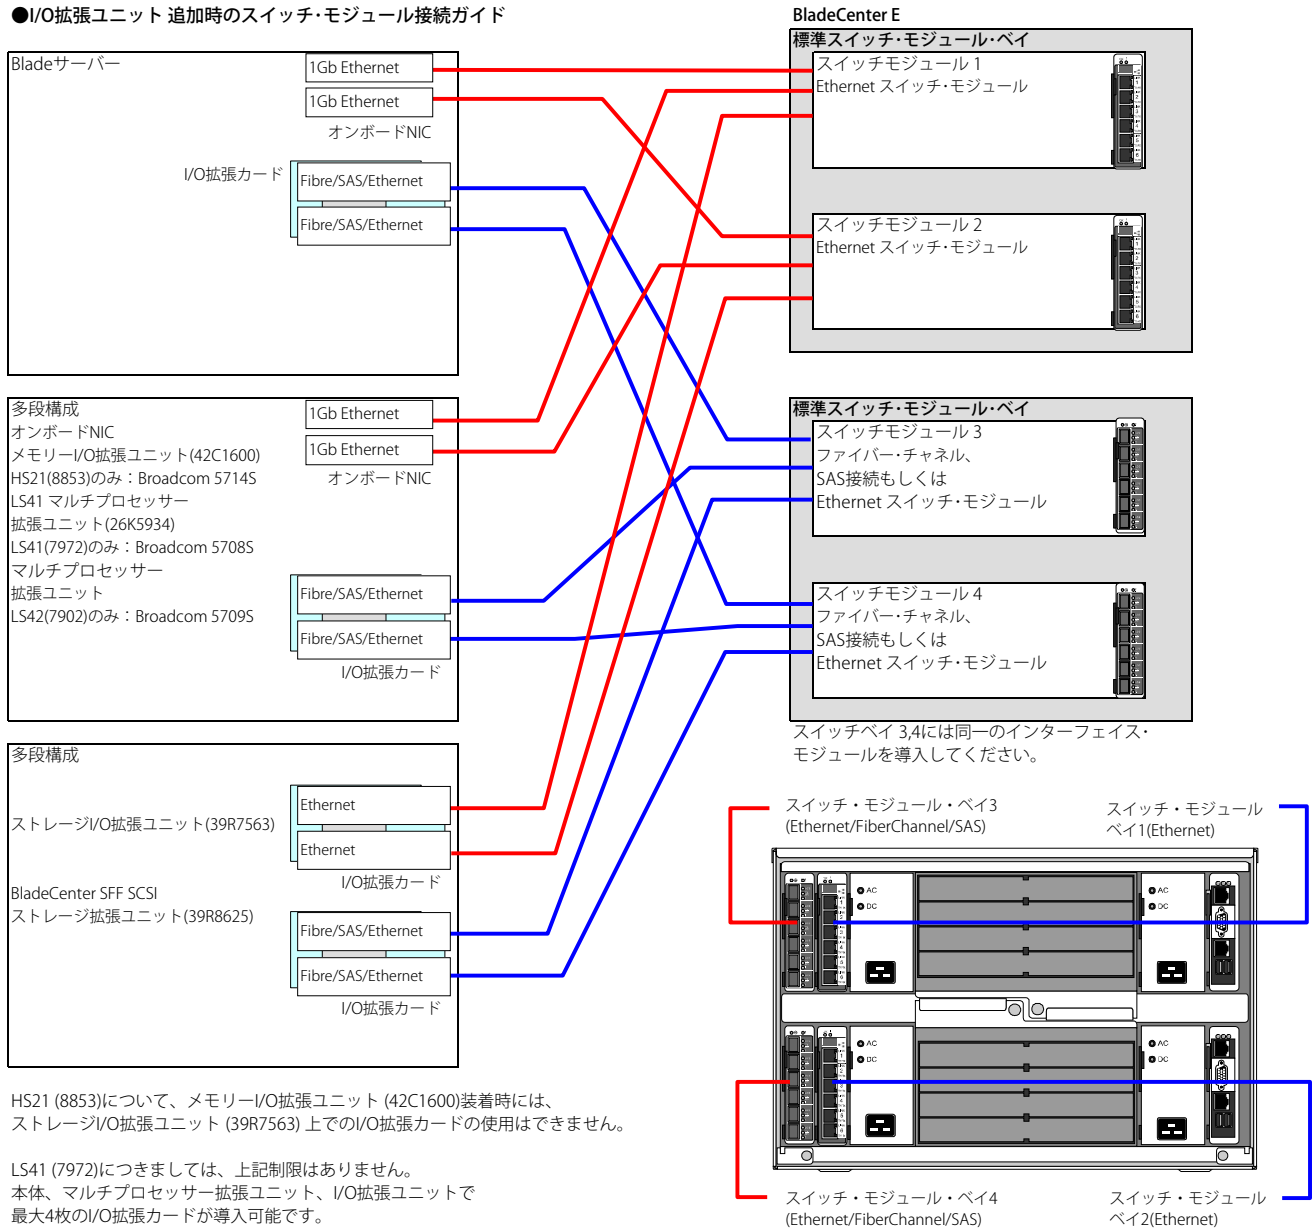 ●I/O拡張ユニット 追加時のスイッチ･モジュール接続ガイド
Bladeサーバー
1Gb Ethernet
1Gb Ethernet
オンボードNIC
I/O拡張カード
Fibre/SAS/Ethernet
Fibre/SAS/Ethernet
BladeCenter E
標準スイッチ･モジュール･ベイ
スイッチモジュール 1
Ethernet スイッチ･モジュール
スイッチモジュール 2
Ethernet スイッチ･モジュール
多段構成
オンボードNIC
メモリーI/O拡張ユニット(42C1600)
HS21(8853)のみ：Broadcom 5714S
LS41 マルチプロセッサー
拡張ユニット(26K5934)
LS41(7972)のみ：Broadcom 5708S
マルチプロセッサー
拡張ユニット
LS42(7902)のみ：Broadcom 5709S
1Gb Ethernet
1Gb Ethernet
オンボードNIC
Fibre/SAS/Ethernet
Fibre/SAS/Ethernet
I/O拡張カード
標準スイッチ･モジュール･ベイ
スイッチモジュール 3
ファイバー･チャネル、
SAS接続もしくは
Ethernet スイッチ･モジュール
スイッチモジュール 4
ファイバー･チャネル、
SAS接続もしくは
Ethernet スイッチ･モジュール
スイッチベイ 3,4には同一のインターフェイス･
モジュールを導入してください。
多段構成
ストレージI/O拡張ユニット(39R7563)
BladeCenter SFF SCSI
ストレージ拡張ユニット(39R8625)
Ethernet
Ethernet
I/O拡張カード
Fibre/SAS/Ethernet
Fibre/SAS/Ethernet
I/O拡張カード
スイッチ・モジュール・ベイ3
(Ethernet/FiberChannel/SAS)
スイッチ・モジュール
ベイ1(Ethernet)
AC
DC
AC
DC
AC
DC
AC
DC
スイッチ・モジュール・ベイ4
(Ethernet/FiberChannel/SAS)
スイッチ・モジュール
ベイ2(Ethernet)
HS21 (8853)について、メモリーI/O拡張ユニット (42C1600)装着時には、
ストレージI/O拡張ユニット (39R7563) 上でのI/O拡張カードの使用はできません。
LS41 (7972)につきましては、上記制限はありません。
本体、マルチプロセッサー拡張ユニット、I/O拡張ユニットで
最大4枚のI/O拡張カードが導入可能です。